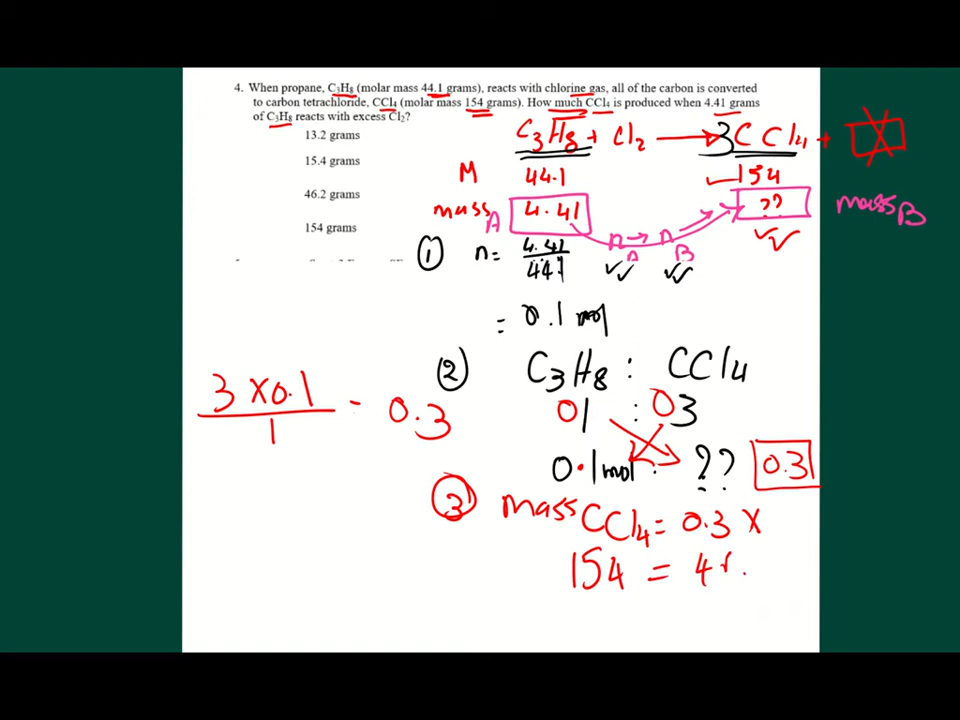 4. When propane, C3H8 (molar mass 44.1 grams), reacts with chlorine gas, all of the carbon is converted
to carbon tetrachloride, CCl4 (molar mass 154 grams). How much CCl4 is produced when 4.41 grams
of C3H8 reacts with excess Cl2?
13.2 grams
15.4 grams
46.2 grams
154 grams
C3H8 + Cl2 → 3CCl4 +
M 44.1 154
mass A 4.41 ?? mass B
n A → n B
① n = 4.41
44.1
= 0.1 mol
② C3H8 : CCl4
01 : 03
0.1 mol : ?? 0.3
3 X 0.1
1
- 0.3
③ mass CCl4 = 0.3 X
154 = 4